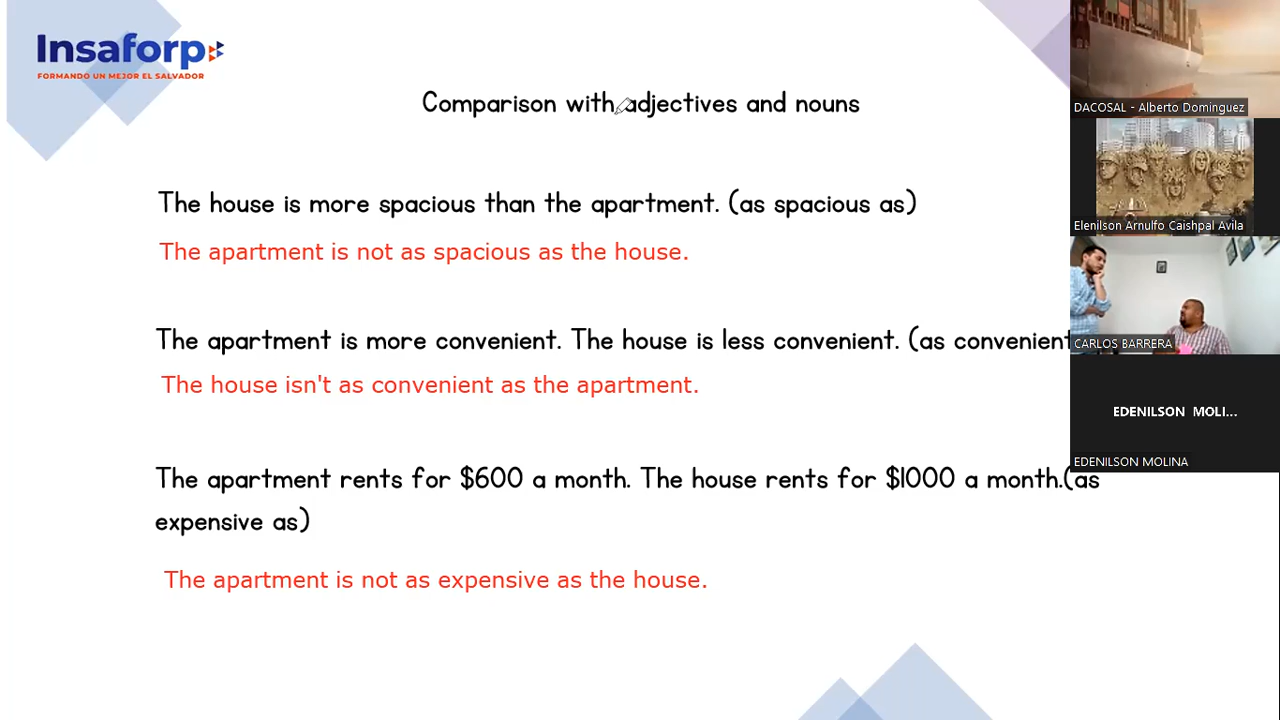 Insaforp
FORMANDO UN MEJOR EL SALVADOR
Comparison with adjectives and nouns
The house is more spacious than the apartment. (as spacious as)
The apartment is not as spacious as the house.
The apartment is more convenient. The house is less convenient. (as convenient
The house isn't as convenient as the apartment.
The apartment rents for $600 a month. The house rents for $1000 a month.(as
expensive as)
The apartment is not as expensive as the house.
DACOSAL - Alberto Dominguez
Elenilson Arnulfo Caishpal Avila
CARLOS BARRERA
EDENILSON MOLI...
EDENILSON MOLINA